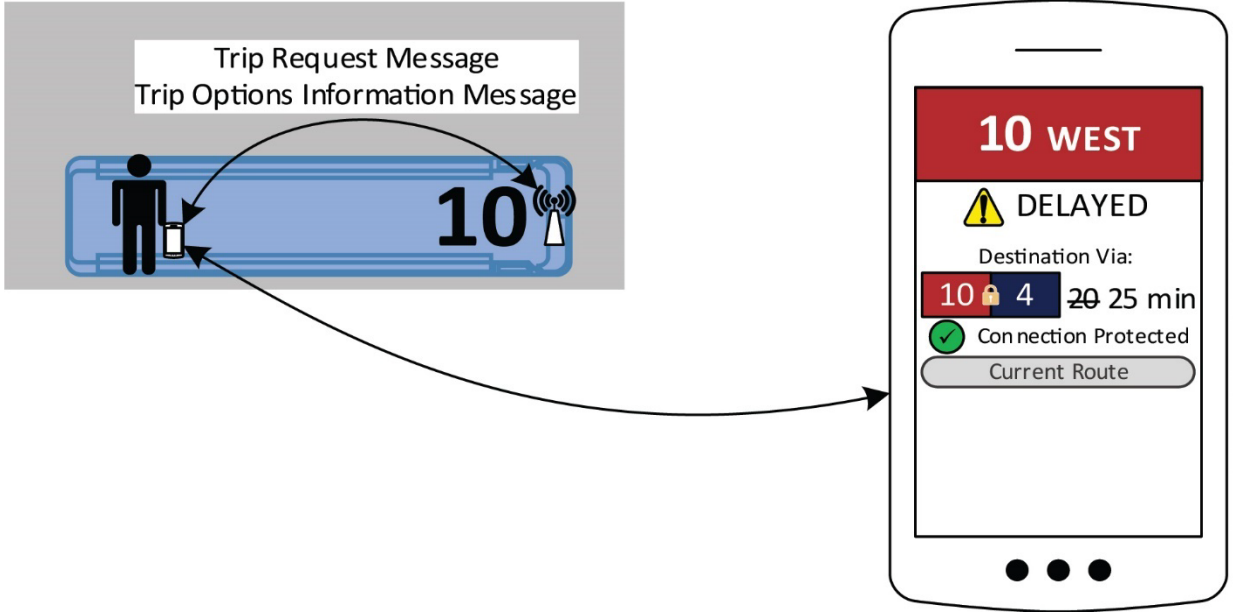 Trip Request Message
Trip Options Information Message
10
10 WEST
DELAYED
Destination Via:
10 4 20 25 min
Connection Protected
Current Route